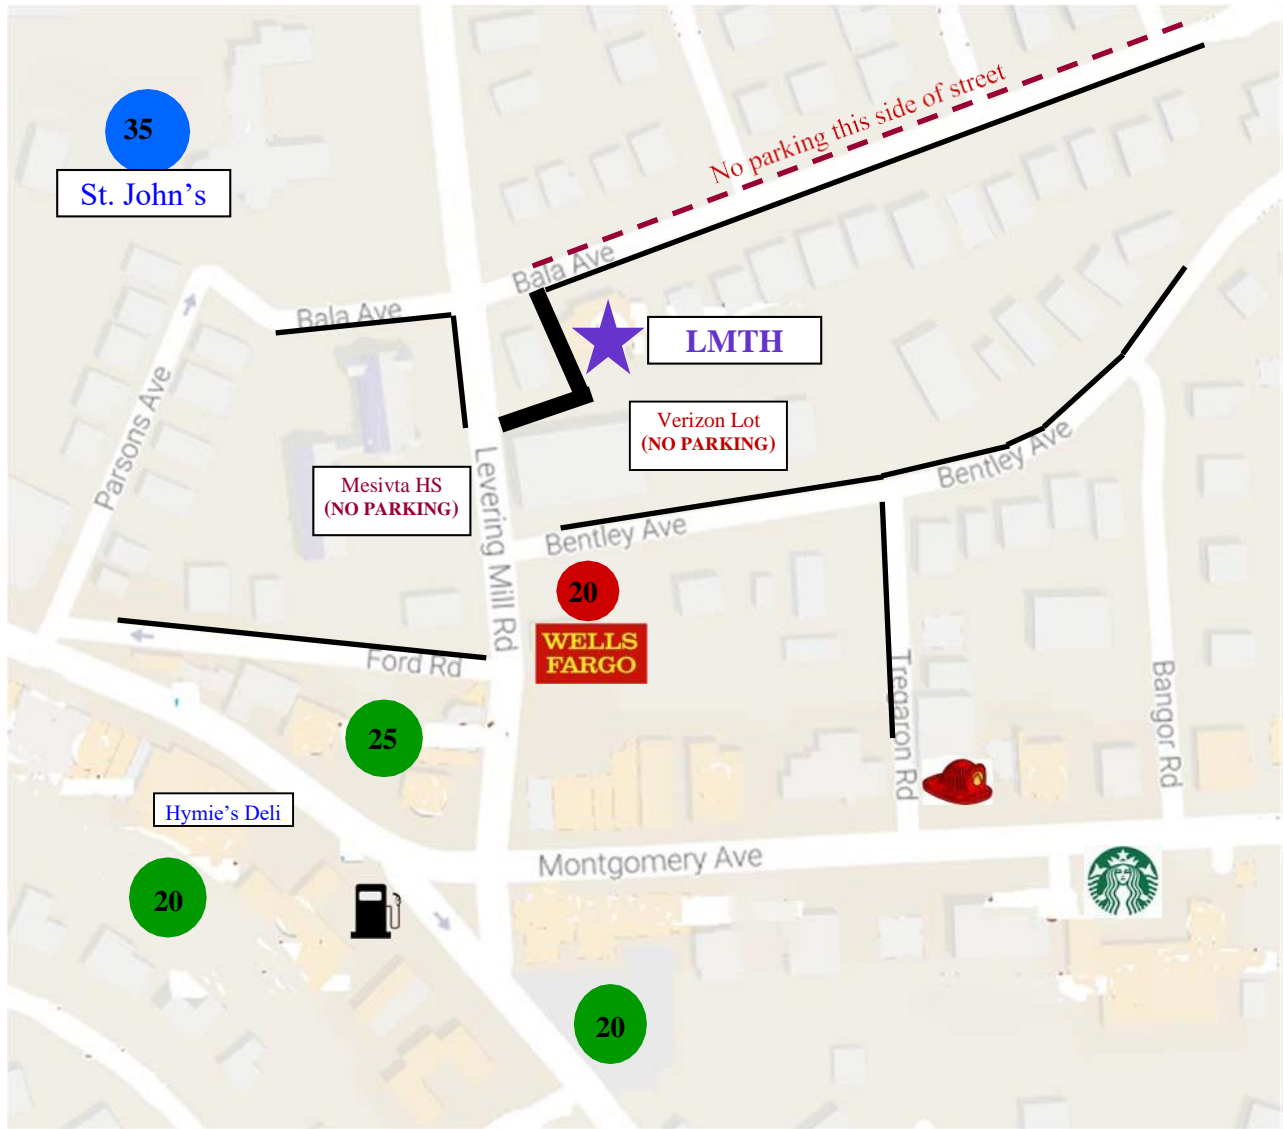 No parking this side of street
35
St. John’s
Bala Ave
Bala Ave
LMTH
Parsons Ave
Verizon Lot
(NO PARKING)
Mesivta HS
(NO PARKING)
Levering Mill Rd
Bentley Ave
Bentley Ave
20
WELLS
FARGO
Ford Rd
Tregaron Rd
Bangor Rd
25
Hymie’s Deli
Montgomery Ave
20
20